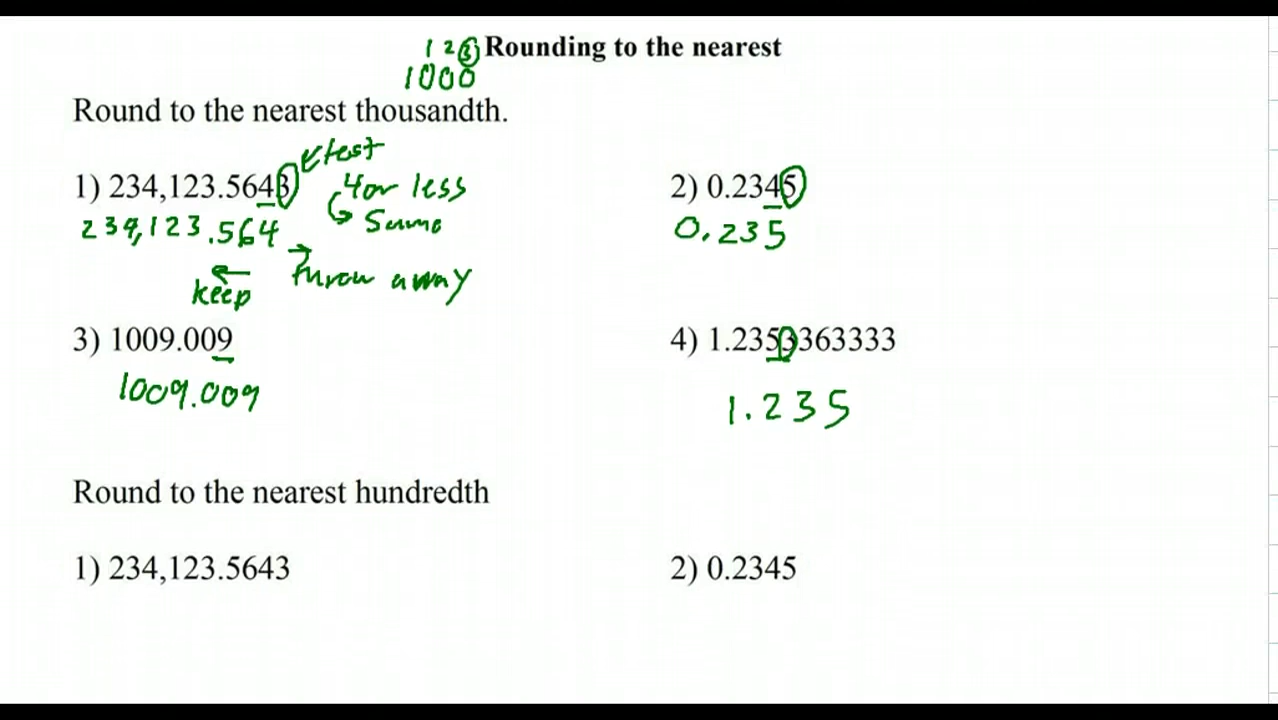 1 2 3 Rounding to the nearest
1000
Round to the nearest thousandth.
test
1) 234,123.5643 4 or less 2) 0.2345
234,123.564 Same 0.235
keep throw away
3) 1009.009 4) 1.2353363333
1009.009 1.235
Round to the nearest hundredth
1) 234,123.5643 2) 0.2345